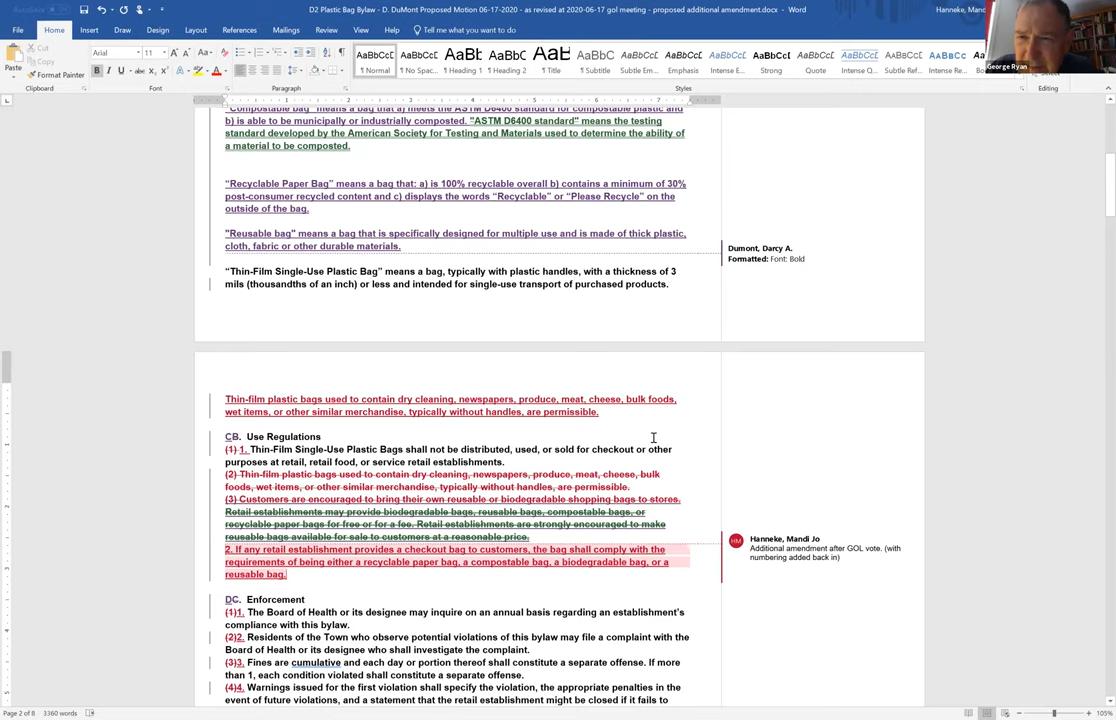 D2 Plastic Bag Bylaw - D. DuMont Proposed Motion 06-17-2020 - as revised at 2020-06-17 gol meeting - proposed additional amendment.docx - Word
Hanneke, Mandi
File Home Insert Draw Design Layout References Mailings Review View Help Tell me what you want to do
Cut
Copy
Paste
Format Painter
Arial 11
Normal No Spac... Heading 1 Heading 2 Title Subtitle Subtle Em... Emphasis Intense E... Strong Quote Intense Q... Subtle Ref... Intense Re...
Clipboard Font Paragraph Styles Editing
George Ryan
"Compostable bag" means a bag that a) meets the ASTM D6400 standard for compostable plastic and
b) is able to be municipally or industrially composted. "ASTM D6400 standard" means the testing
standard developed by the American Society for Testing and Materials used to determine the ability of
a material to be composted.
“Recyclable Paper Bag” means a bag that: a) is 100% recyclable overall b) contains a minimum of 30%
post-consumer recycled content and c) displays the words “Recyclable” or “Please Recycle” on the
outside of the bag.
"Reusable bag" means a bag that is specifically designed for multiple use and is made of thick plastic,
cloth, fabric or other durable materials.
Dumont, Darcy A.
Formatted: Font: Bold
“Thin-Film Single-Use Plastic Bag” means a bag, typically with plastic handles, with a thickness of 3
mils (thousandths of an inch) or less and intended for single-use transport of purchased products.
Thin-film plastic bags used to contain dry cleaning, newspapers, produce, meat, cheese, bulk foods,
wet items, or other similar merchandise, typically without handles, are permissible.
CB. Use Regulations
(1) 1. Thin-Film Single-Use Plastic Bags shall not be distributed, used, or sold for checkout or other
purposes at retail, retail food, or service retail establishments.
(2) Thin-film plastic bags used to contain dry cleaning, newspapers, produce, meat, cheese, bulk
foods, wet items, or other similar merchandise, typically without handles, are permissible.
(3) Customers are encouraged to bring their own reusable or biodegradable shopping bags to stores.
Retail establishments may provide biodegradable bags, reusable bags, compostable bags, or
recyclable paper bags for free or for a fee. Retail establishments are strongly encouraged to make
reusable bags available for sale to customers at a reasonable price.
2. If any retail establishment provides a checkout bag to customers, the bag shall comply with the
requirements of being either a recyclable paper bag, a compostable bag, a biodegradable bag, or a
reusable bag.
HM Hanneke, Mandi Jo
Additional amendment after GOL vote. (with
numbering added back in)
DC. Enforcement
(1)1. The Board of Health or its designee may inquire on an annual basis regarding an establishment’s
compliance with this bylaw.
(2)2. Residents of the Town who observe potential violations of this bylaw may file a complaint with the
Board of Health or its designee who shall investigate the complaint.
(3)3. Fines are cumulative and each day or portion thereof shall constitute a separate offense. If more
than 1, each condition violated shall constitute a separate offense.
(4)4. Warnings issued for the first violation shall specify the violation, the appropriate penalties in the
event of future violations, and a statement that the retail establishment might be closed if it fails to
Page 2 of 8 3360 words
105%